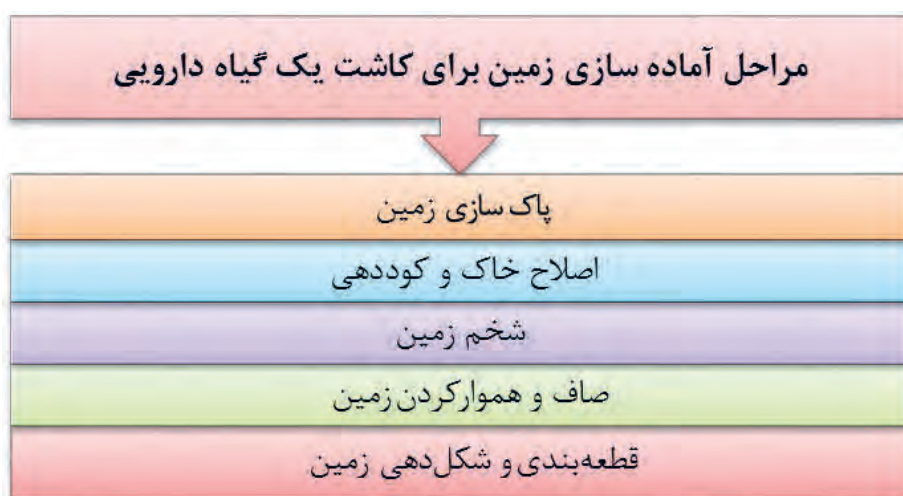 مراحل آماده سازی زمین برای کاشت یک گیاه دارویی
پاک‌سازی زمین
اصلاح خاک و کوددهی
شخم زمین
صاف و هموارکردن زمین
قطعه‌بندی و شکل‌دهی زمین